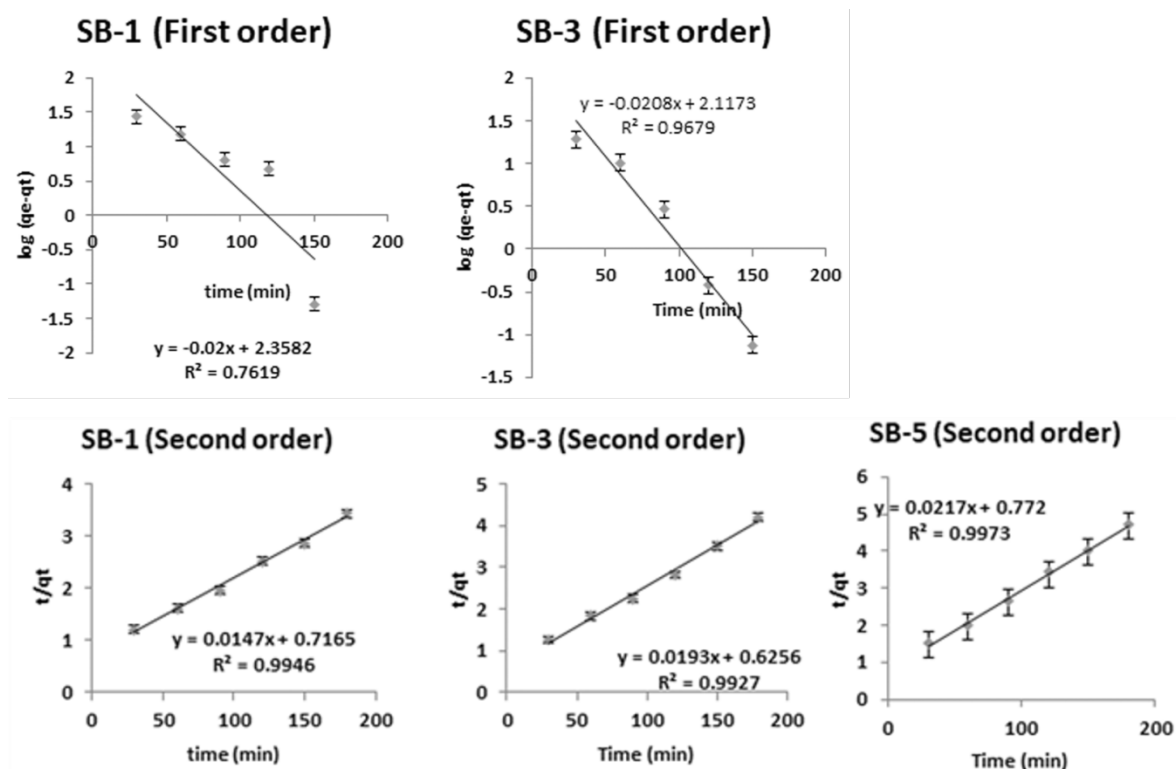 SB-1 (First order)
2
1.5
1
0.5
0
-0.5
-1
-1.5
-2
0
50
100
150
200
log (qe-qt)
time (min)
y = -0.02x + 2.3582
R² = 0.7619
SB-3 (First order)
2
1.5
1
0.5
0
-0.5
-1
-1.5
0
50
100
150
200
log (qe-qt)
Time (min)
y = -0.0208x + 2.1173
R² = 0.9679
SB-1 (Second order)
4
3
2
1
0
0
50
100
150
200
t/qt
time (min)
y = 0.0147x + 0.7165
R² = 0.9946
SB-3 (Second order)
5
4
3
2
1
0
0
50
100
150
200
t/qt
Time (min)
y = 0.0193x + 0.6256
R² = 0.9927
SB-5 (Second order)
6
5
4
3
2
1
0
0
100
200
t/qt
Time (min)
y = 0.0217x + 0.772
R² = 0.9973